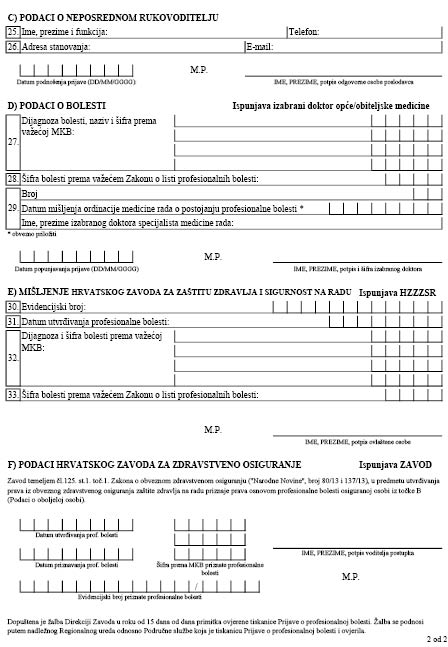 C) PODACI O NEPOSREDNOM RUKOVODITELJU
25. Ime, prezime i funkcija: Telefon:
26. Adresa stanovanja: E-mail:
M.P.
Datum podnošenja prijave (DD/MM/GGGG) IME, PREZIME, potpis odgovorne osobe poslodavca
D) PODACI O BOLESTI Ispunjava izabrani doktor opće/obiteljske medicine
27. Dijagnoza bolesti, naziv i šifra prema
važećoj MKB:
28. Šifra bolesti prema važećem Zakonu o listi profesionalnih bolesti:
29. Broj
Datum mišljenja ordinacije medicine rada o postojanju profesionalne bolesti *
Ime, prezime izabranog doktora specijalista medicine rada:
* obvezno priložiti
M.P.
Datum popunjavanja prijave (DD/MM/GGGG) IME, PREZIME, potpis i šifra izabranog doktora
E) MIŠLJENJE HRVATSKOG ZAVODA ZA ZAŠTITU ZDRAVLJA I SIGURNOST NA RADU Ispunjava HZZZSR
30. Evidencijski broj:
31. Datum utvrđivanja profesionalne bolesti:
32. Dijagnoza i šifra bolesti prema važećoj
MKB:
33. Šifra bolesti prema važećem Zakonu o listi profesionalnih bolesti:
M.P.
IME, PREZIME, potpis ovlaštene osobe
F) PODACI HRVATSKOG ZAVODA ZA ZDRAVSTVENO OSIGURANJE Ispunjava ZAVOD
Zavod temeljem čl.125. st.1. toč.1. Zakona o obveznom zdravstvenom osiguranju ("Narodne Novine", broj 80/13 i 137/13), u predmetu utvrđivanja
prava iz obveznog zdravstvenog osiguranja zaštite zdravlja na radu priznaje prava osnovom profesionalne bolesti osiguranoj osobi iz točke B
(Podaci o oboljeloj osobi).
Datum utvrđivanja prof. bolesti
IME, PREZIME, potpis voditelja postupka
Datum priznavanja prof. bolesti Šifra prema MKB priznate profesionalne
bolesti
M.P.
/
Evidencijski broj priznate profesionalne bolesti
Dopuštena je žalba Direkciji Zavoda u roku od 15 dana od dana primitka ovjerene tiskanice Prijave o profesionalnoj bolesti. Žalba se podnosi
putem nadležnog Regionalnog ureda odnosno Područne službe koja je tiskanicu Prijave o profesionalnoj bolesti i ovjerila.
2 od 2